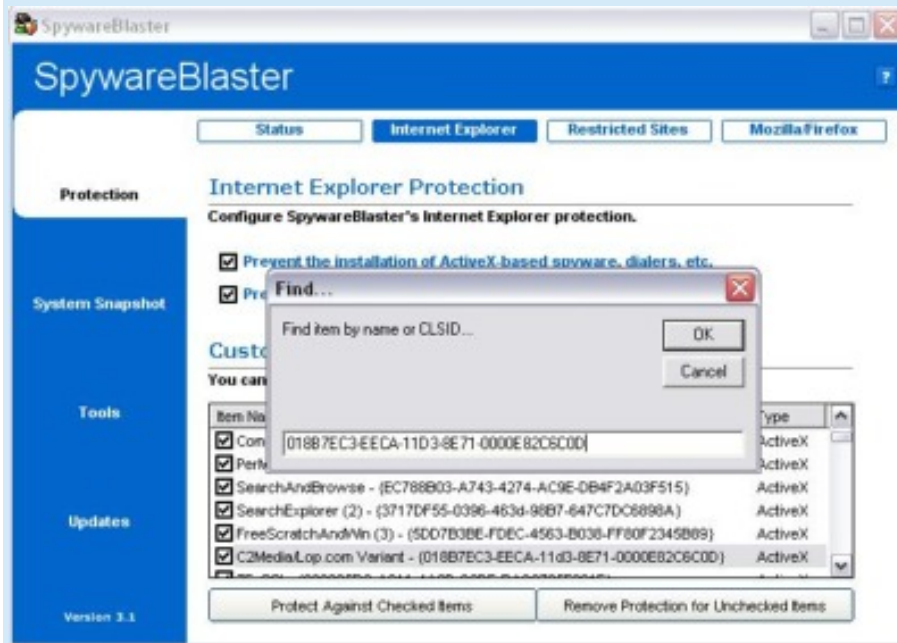 SpywareBlaster
SpywareBlaster
?
Status
Internet Explorer
Restricted Sites
Mozilla/Firefox
Protection
System Snapshot
Tools
Updates
Version 3.1
Internet Explorer Protection
Configure SpywareBlaster's Internet Explorer protection.
Prevent the installation of ActiveX-based spyware, dialers, etc.
Pre
Custo
You can
Find...
Find item by name or CLSID...
OK
Cancel
018B7EC3-EECA-11D3-8E71-0000E82C6C0D
Item Na
Type
Con
ActiveX
PerM
ActiveX
SearchAndBrowse - {EC788B03-A743-4274-AC9E-DB4F2A03F515}
ActiveX
SearchExplorer (2) - {3717DF55-0396-463d-98B7-647C7DC6898A}
ActiveX
FreeScratchAndWin (3) - {5DD7B3BE-FDEC-4563-B038-FF80F2345B89}
ActiveX
C2Media/Lop.com Variant - {018B7EC3-EECA-11d3-8E71-0000E82C6C0D}
ActiveX
Protect Against Checked Items
Remove Protection for Unchecked Items